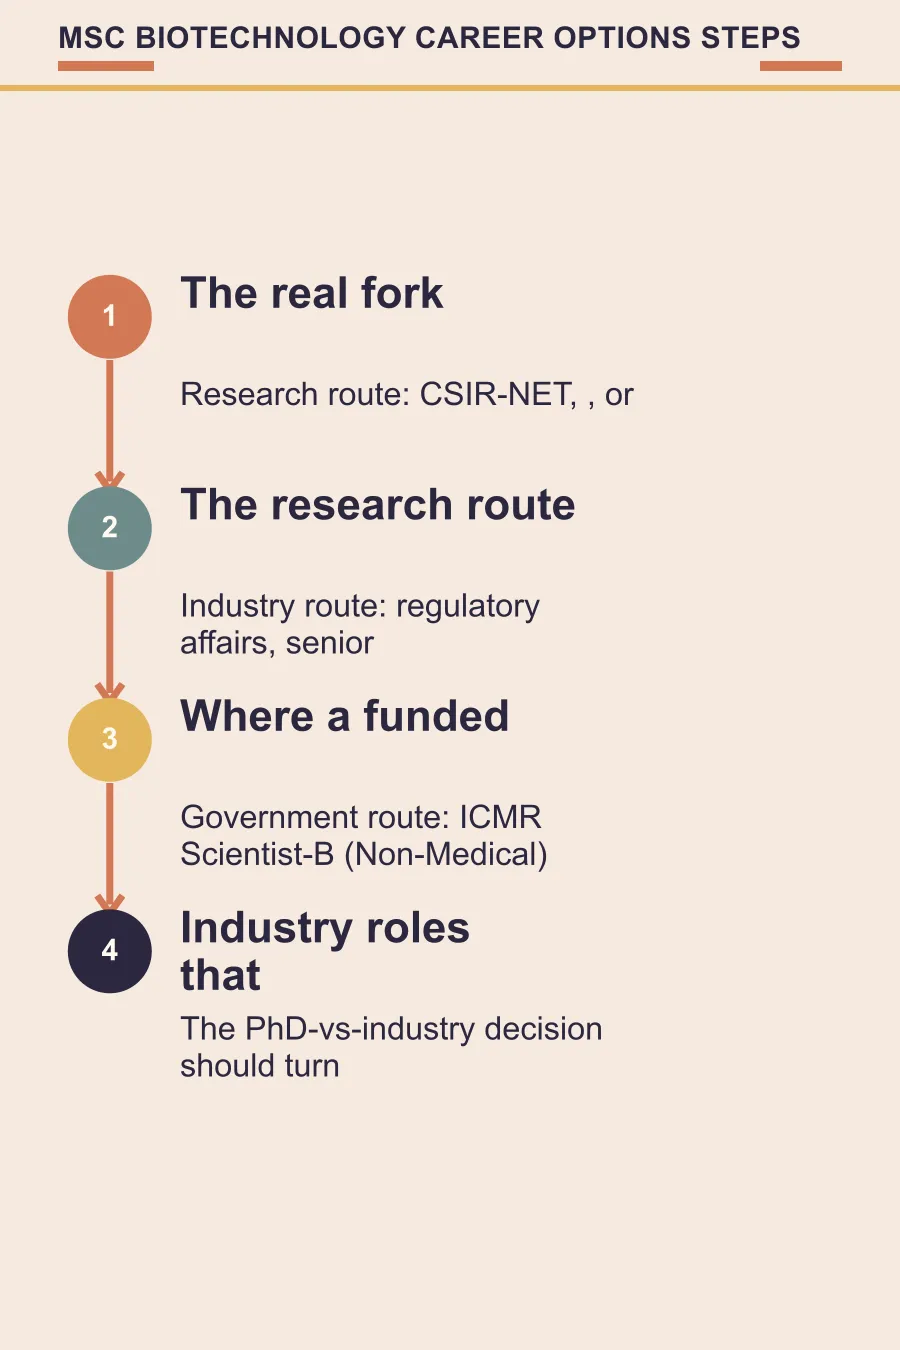 MSC BIOTECHNOLOGY CAREER OPTIONS STEPS
1
The real fork
Research route: CSIR-NET, , or
2
The research route
Industry route: regulatory
affairs, senior
3
Where a funded
Government route: ICMR
Scientist-B (Non-Medical)
4
Industry roles
that
The PhD-vs-industry decision
should turn